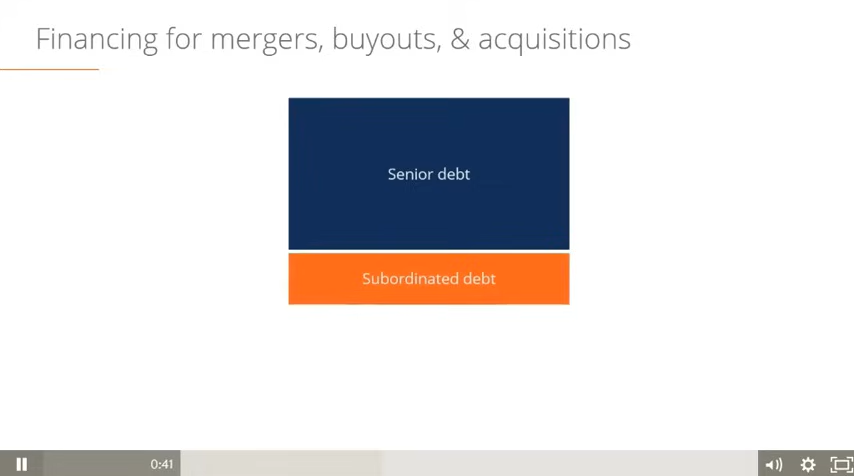 Financing for mergers, buyouts, & acquisitions
Senior debt
Subordinated debt
0:41